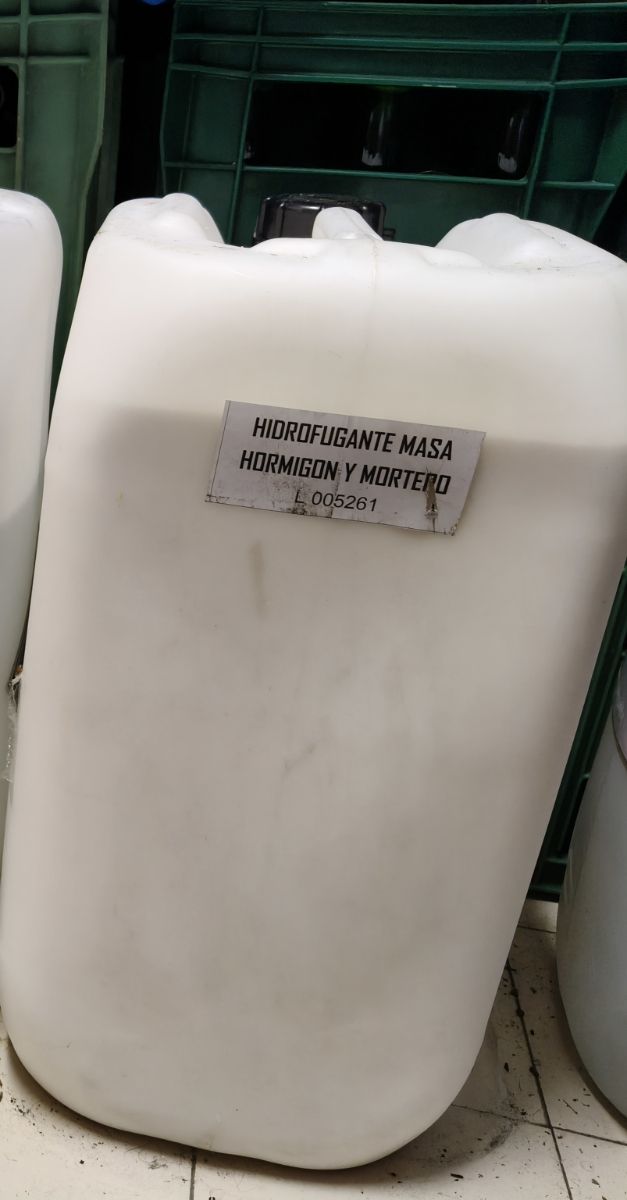 HIDROFUGANTE MASA
HORMIGON Y MORTERO
L 005261